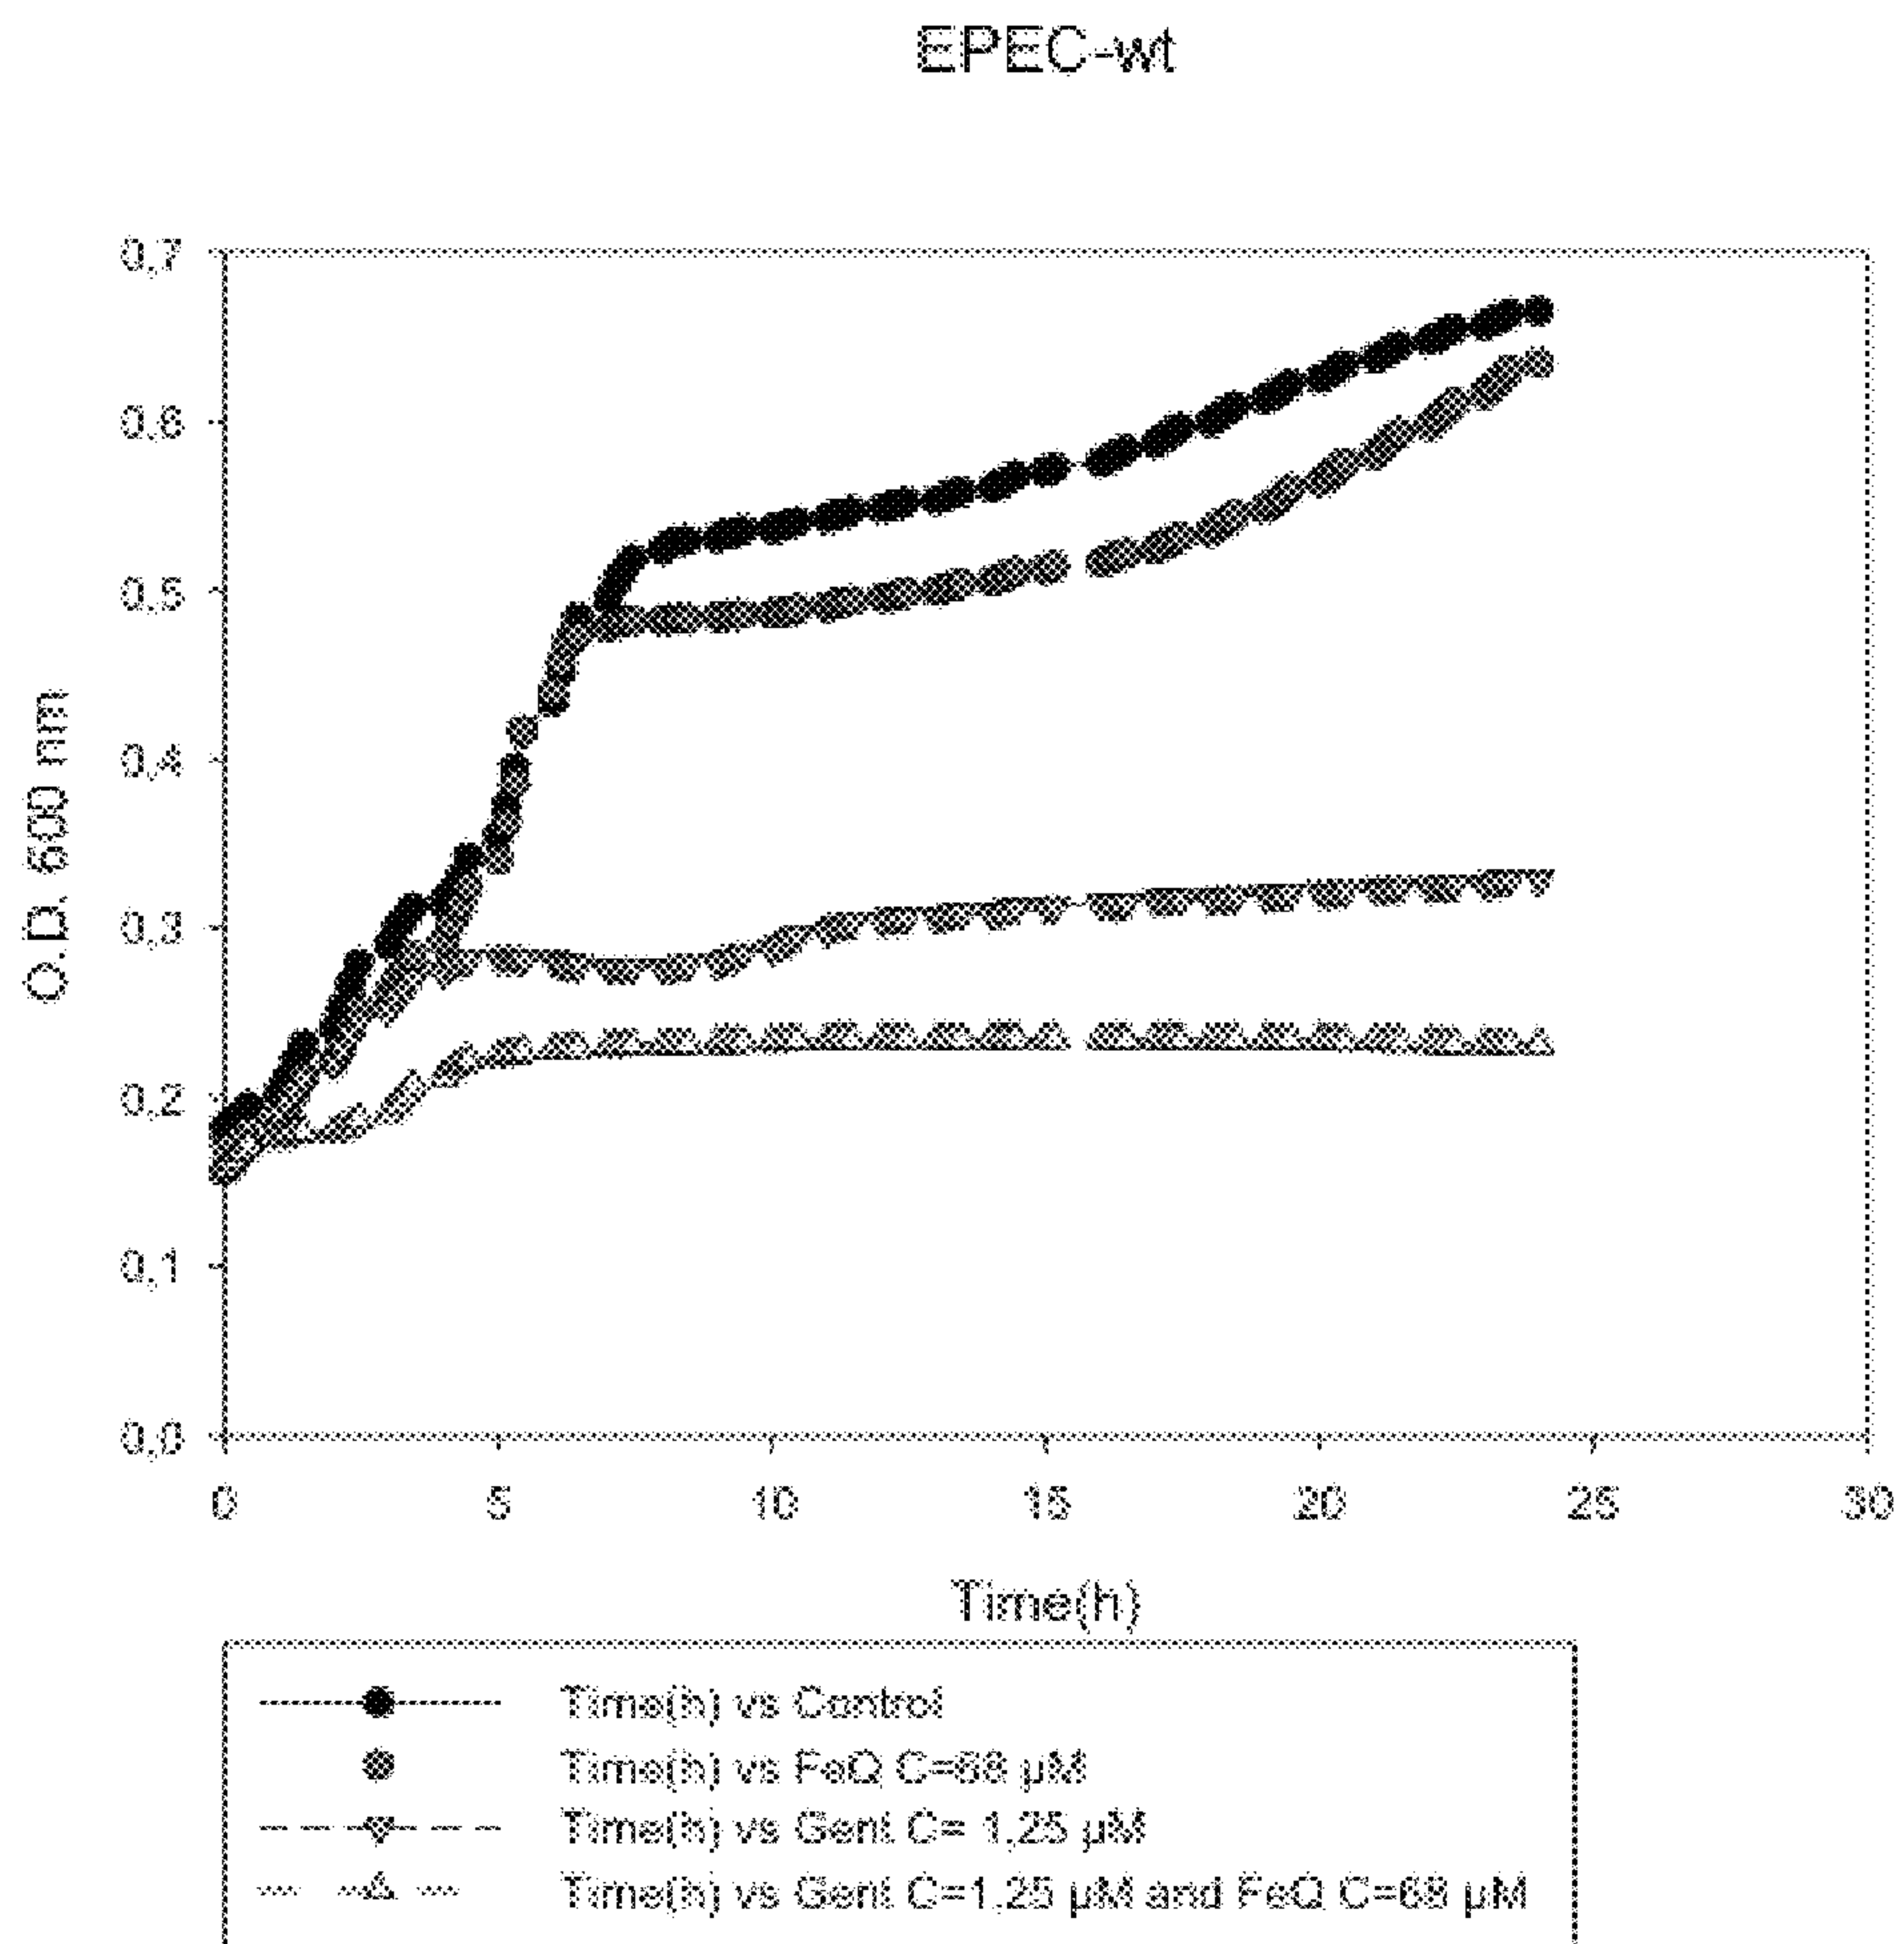 EPEC-wt
0,7
0,6
0,5
0,4
0,3
0,2
0,1
0,0
O.D. 600 nm
0 5 10 15 20 25 30
Time(h)
Time(h) vs Control
Time(h) vs FeQ C=68 µM
Time(h) vs Gent C= 1,25 µM
Time(h) vs Gent C=1,25 µM and FeQ C=68 µM